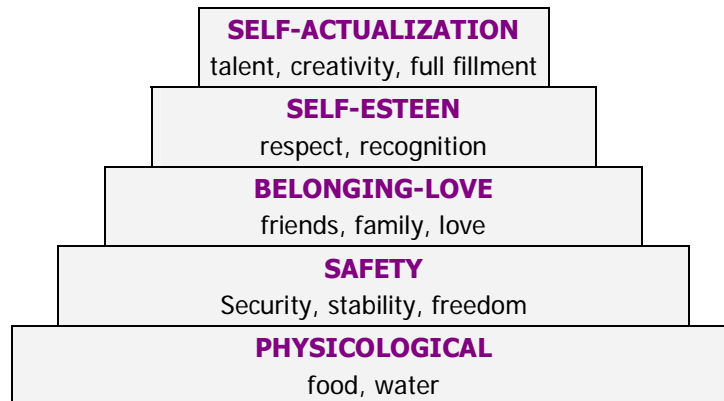 SELF-ACTUALIZATION
talent, creativity, full fillment
SELF-ESTEEN
respect, recognition
BELONGING-LOVE
friends, family, love
SAFETY
Security, stability, freedom
PHYSICOLOGICAL
food, water